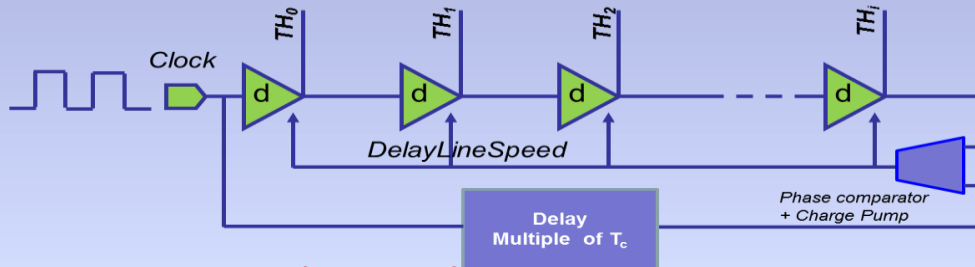 TH0
TH1
TH2
THi
Clock
d
d
d
d
DelayLineSpeed
Phase comparator
+ Charge Pump
Delay
Multiple of Tc